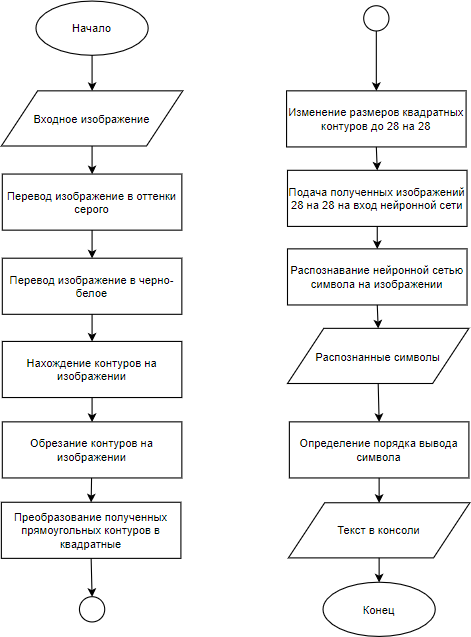 Начало
Входное изображение
Перевод изображение в оттенки
серого
Перевод изображение в черно-
белое
Нахождение контуров на
изображении
Обрезание контуров на
изображении
Преобразование полученных
прямоугольных контуров в
квадратные
Изменение размеров квадратных
контуров до 28 на 28
Подача полученных изображений
28 на 28 на вход нейронной сети
Распознавание нейронной сетью
символа на изображении
Распознанные символы
Определение порядка вывода
символа
Текст в консоли
Конец